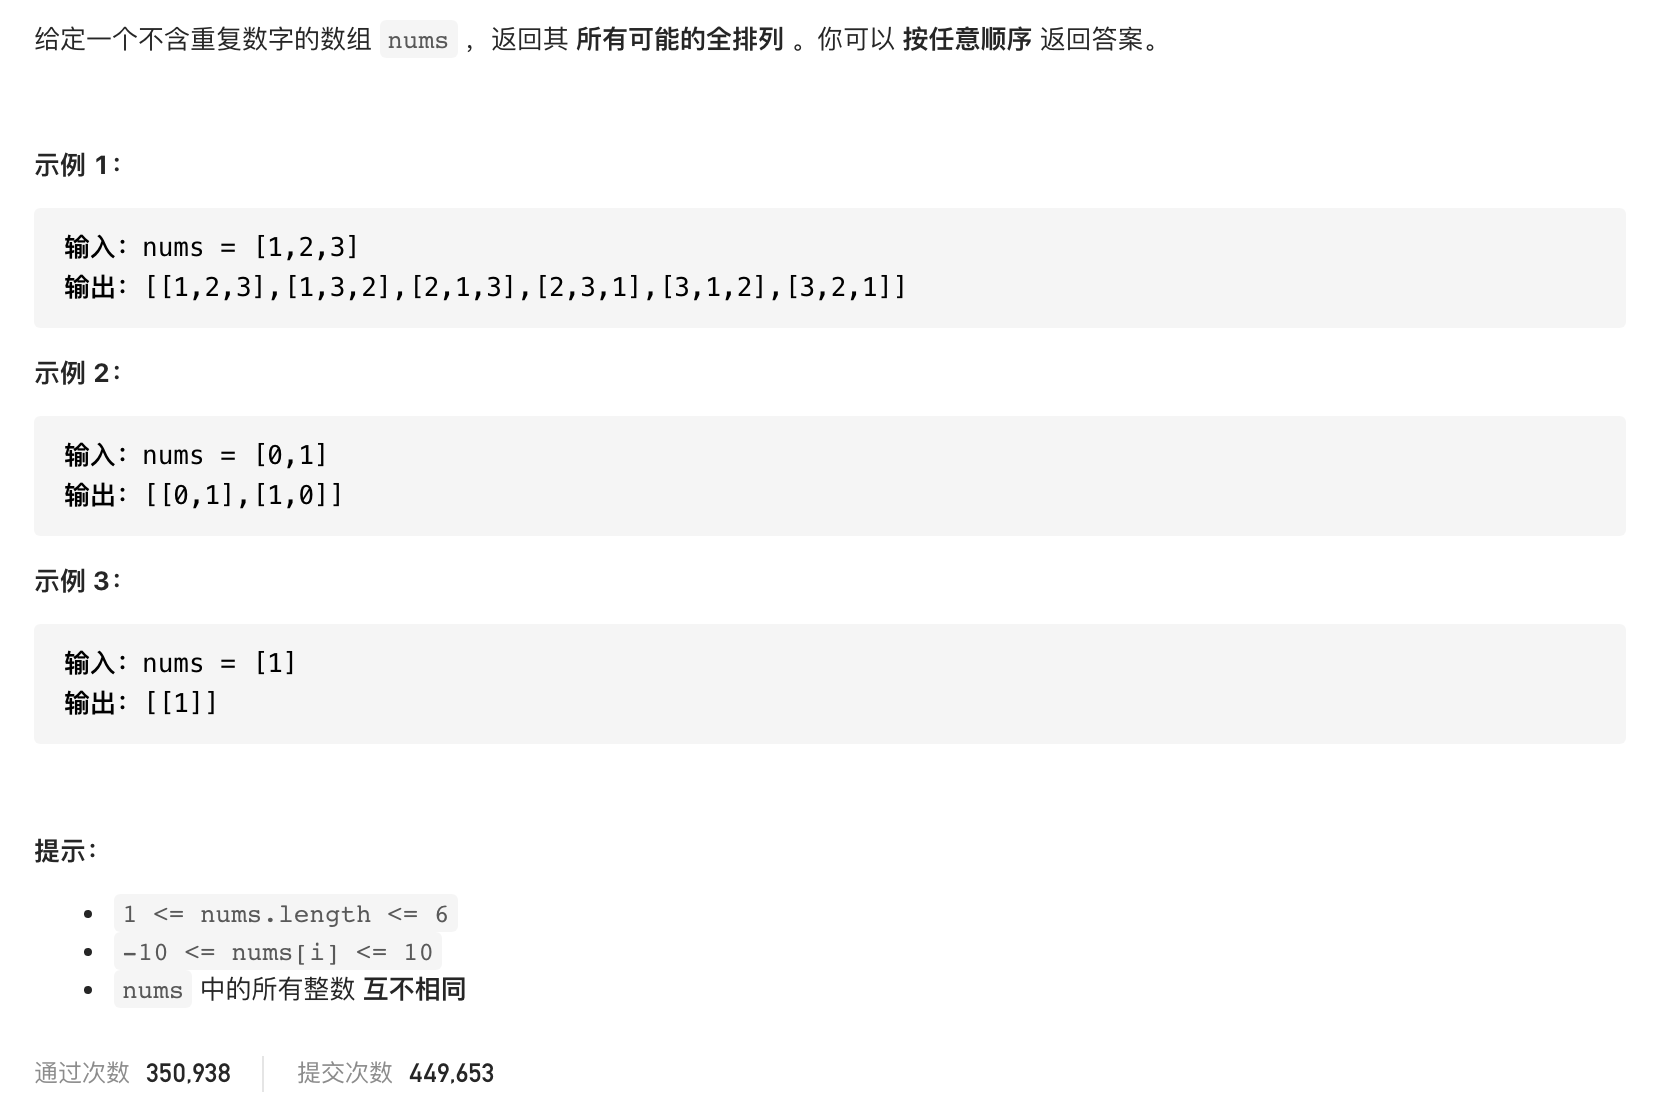 给定一个不含重复数字的数组 nums ，返回其 所有可能的全排列 。你可以 按任意顺序 返回答案。
示例 1：
输入：nums = [1,2,3]
输出：[[1,2,3],[1,3,2],[2,1,3],[2,3,1],[3,1,2],[3,2,1]]
示例 2：
输入：nums = [0,1]
输出：[[0,1],[1,0]]
示例 3：
输入：nums = [1]
输出：[[1]]
提示：
• 1 <= nums.length <= 6
• -10 <= nums[i] <= 10
• nums 中的所有整数 互不相同
通过次数 350,938 提交次数 449,653